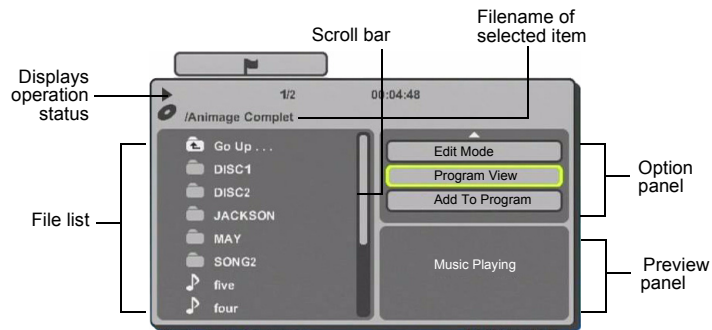 Filename of
selected item
Scroll bar
Displays
operation
status
1/2
00:04:48
/Animage Complet
Go Up . . .
DISC1
DISC2
JACKSON
MAY
SONG2
five
four
File list
Edit Mode
Program View
Add To Program
Option
panel
Music Playing
Preview
panel